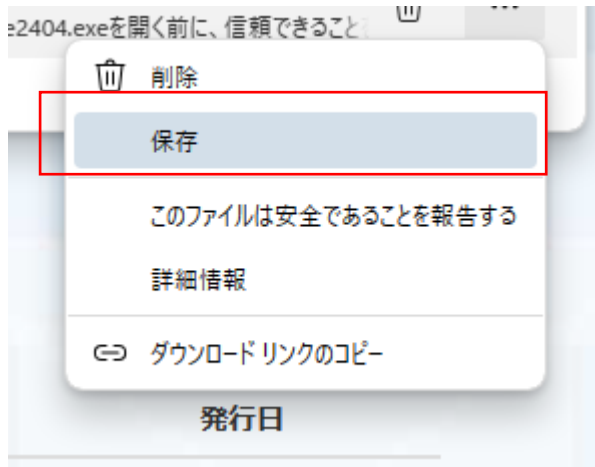 e2404.exeを開く前に、信頼できること
削除
保存
このファイルは安全であることを報告する
詳細情報
ダウンロード リンクのコピー
発行日